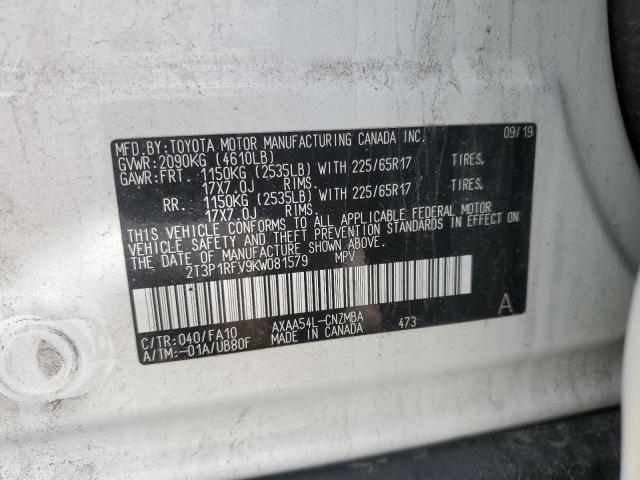 MFD.BY:TOYOTA MOTOR MANUFACTURING CANADA INC. 09/19
GVWR:2090KG (4610LB)
GAWR:FRT 1150KG (2535LB) WITH 225/65R17 TIRES,
17X7.0J RIMS.
RR 1150KG (2535LB) WITH 225/65R17 TIRES,
17X7.0J RIMS.
THIS VEHICLE CONFORMS TO ALL APPLICABLE FEDERAL MOTOR
VEHICLE SAFETY AND THEFT PREVENTION STANDARDS IN EFFECT ON
THE DATE OF MANUFACTURE SHOWN ABOVE.
2T3P1RFV9KW081579 MPV
A
C/TR:040/FA10 AXAA54L-CNZMBA 473
A/TM:-01A/UB80F MADE IN CANADA